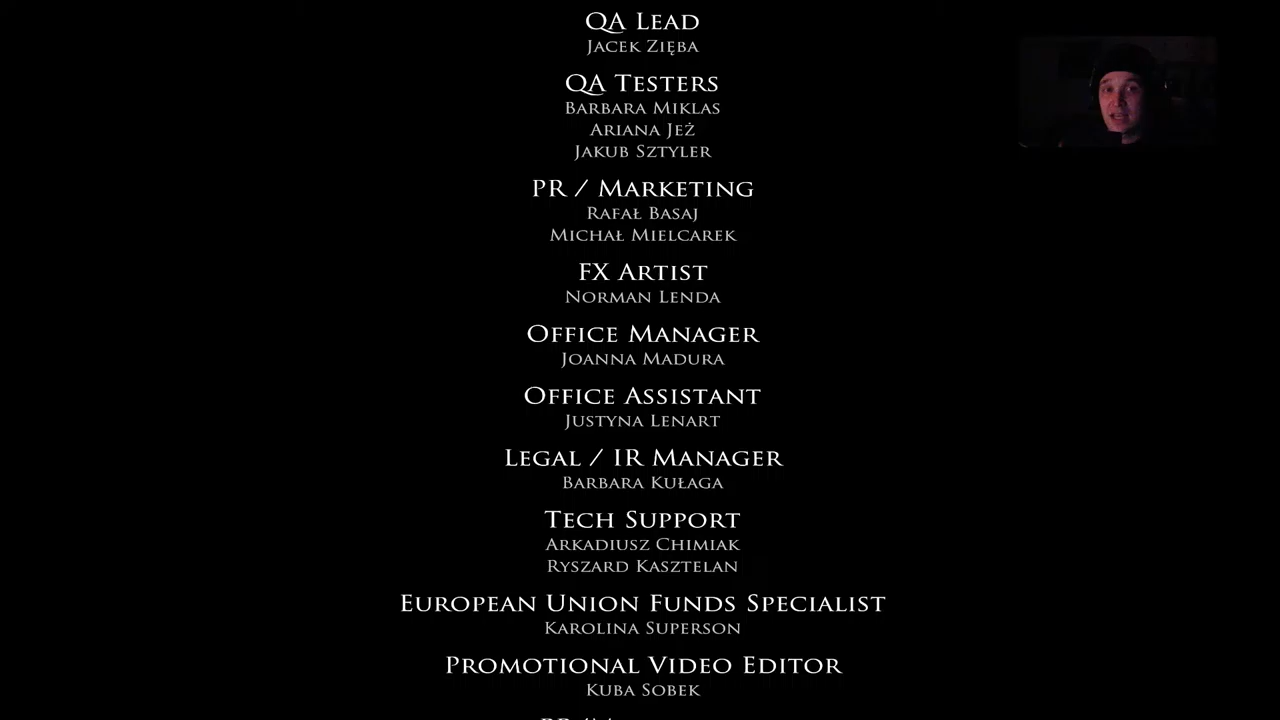 QA Lead
Jacek Zięba
QA Testers
Barbara Miklas
Ariana Jeż
Jakub Sztyler
PR / Marketing
Rafał Basaj
Michał Mielcarek
FX Artist
Norman Lenda
Office Manager
Joanna Madura
Office Assistant
Justyna Lenart
Legal / IR Manager
Barbara Kułaga
Tech Support
Arkadiusz Chimiak
Ryszard Kasztelan
European Union Funds Specialist
Karolina Superson
Promotional Video Editor
Kuba Sobek